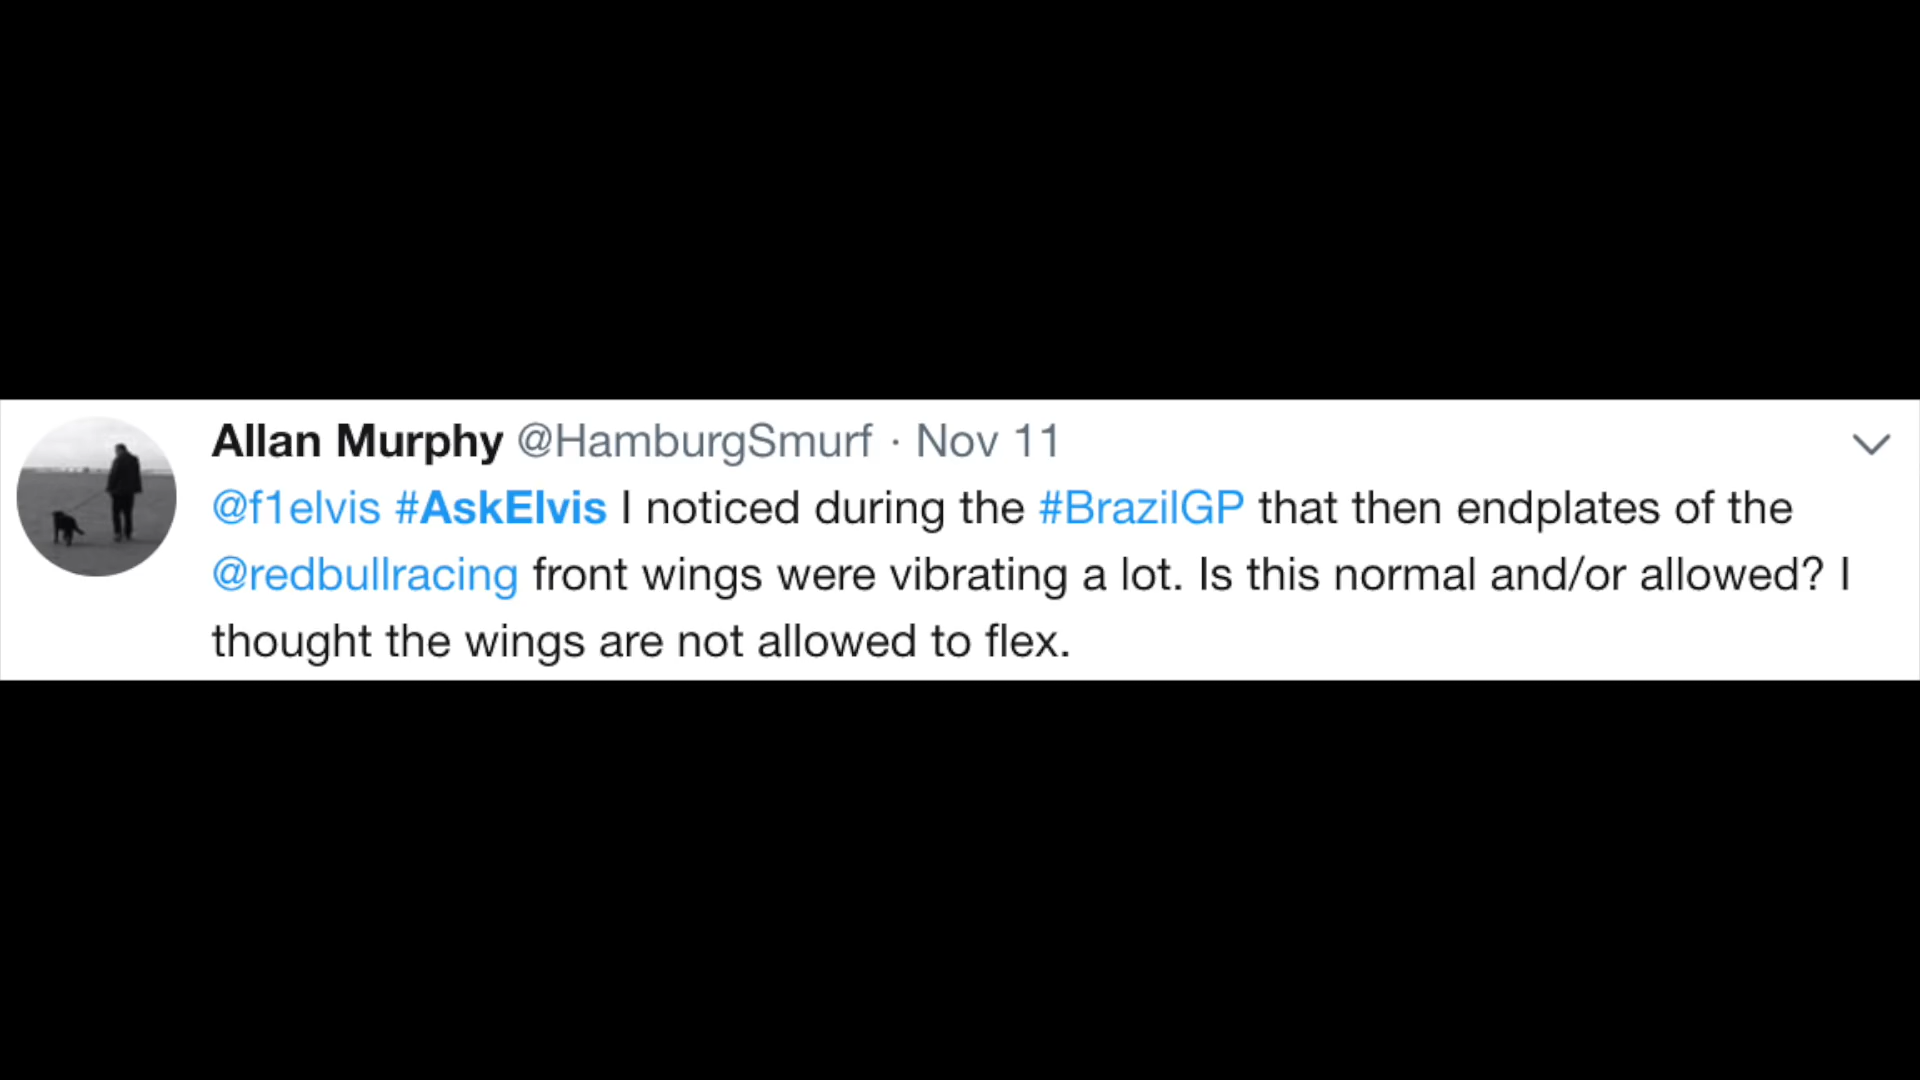 Allan Murphy @HamburgSmurf · Nov 11
@f1elvis #AskElvis I noticed during the #BrazilGP that then endplates of the
@redbullracing front wings were vibrating a lot. Is this normal and/or allowed? I
thought the wings are not allowed to flex.